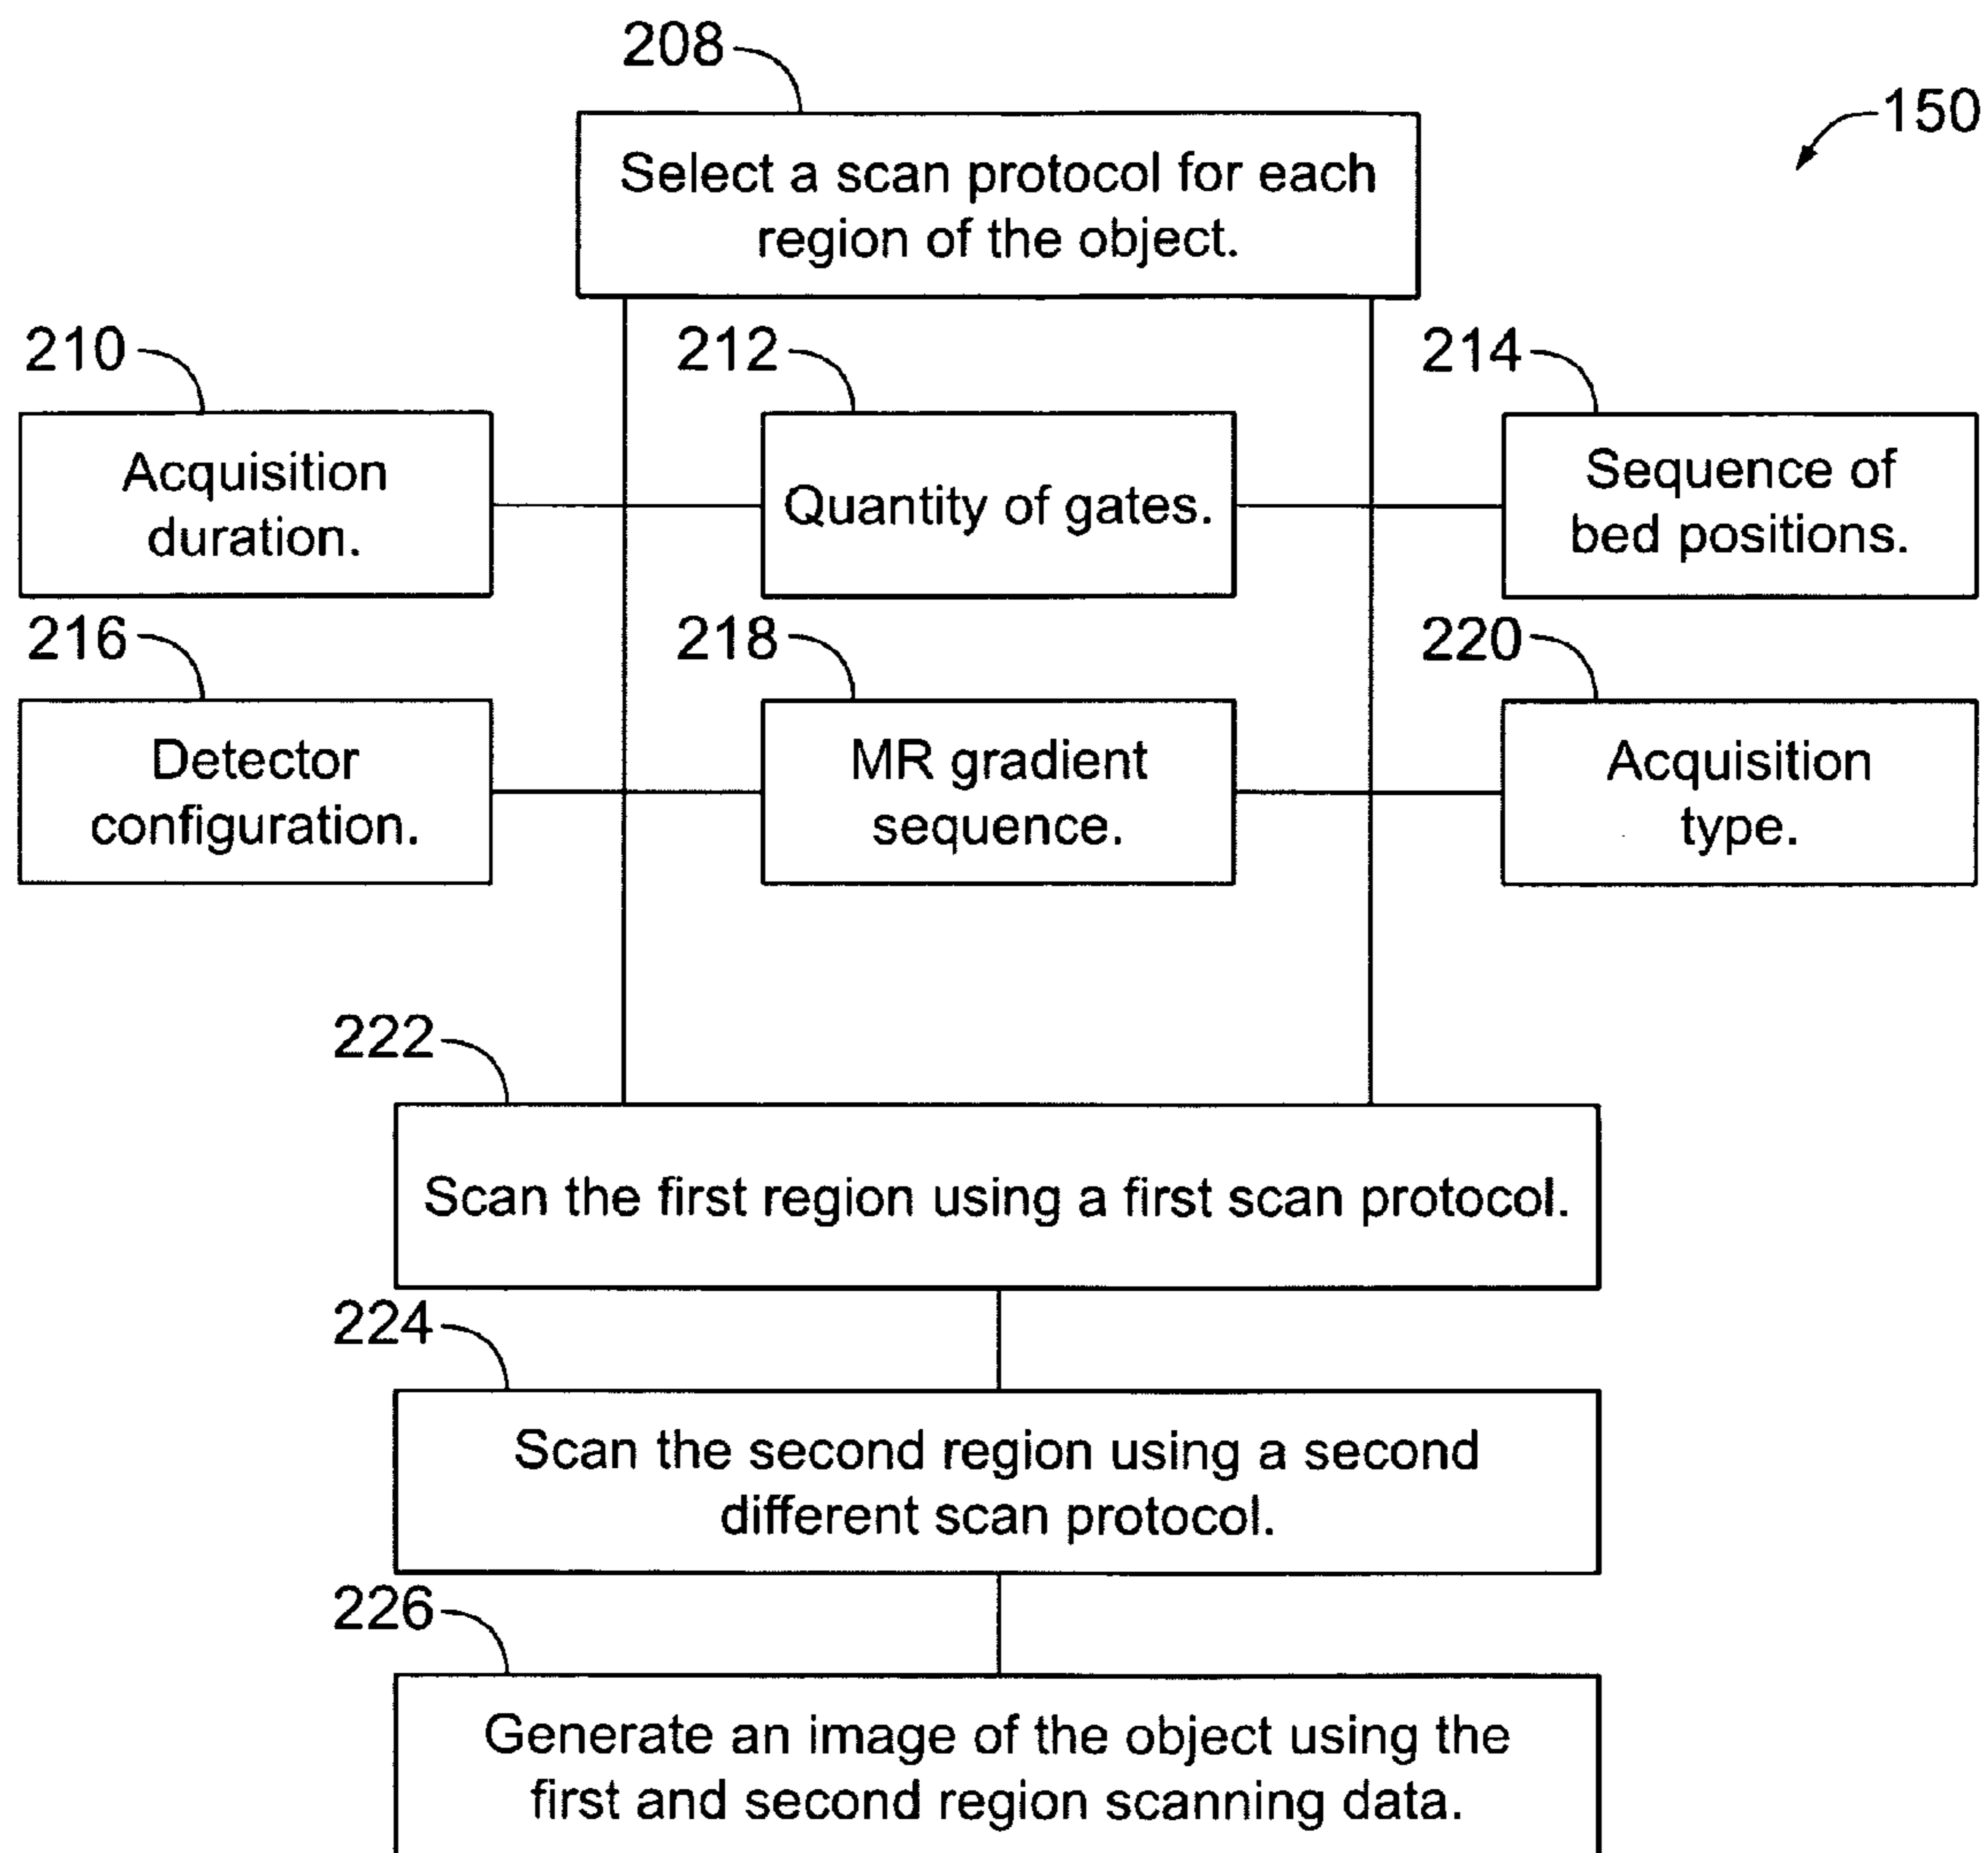 208
150
Select a scan protocol for each
region of the object.
210
212
214
Acquisition
duration.
Quantity of gates.
Sequence of
bed positions.
216
218
220
Detector
configuration.
MR gradient
sequence.
Acquisition
type.
222
Scan the first region using a first scan protocol.
224
Scan the second region using a second
different scan protocol.
226
Generate an image of the object using the
first and second region scanning data.